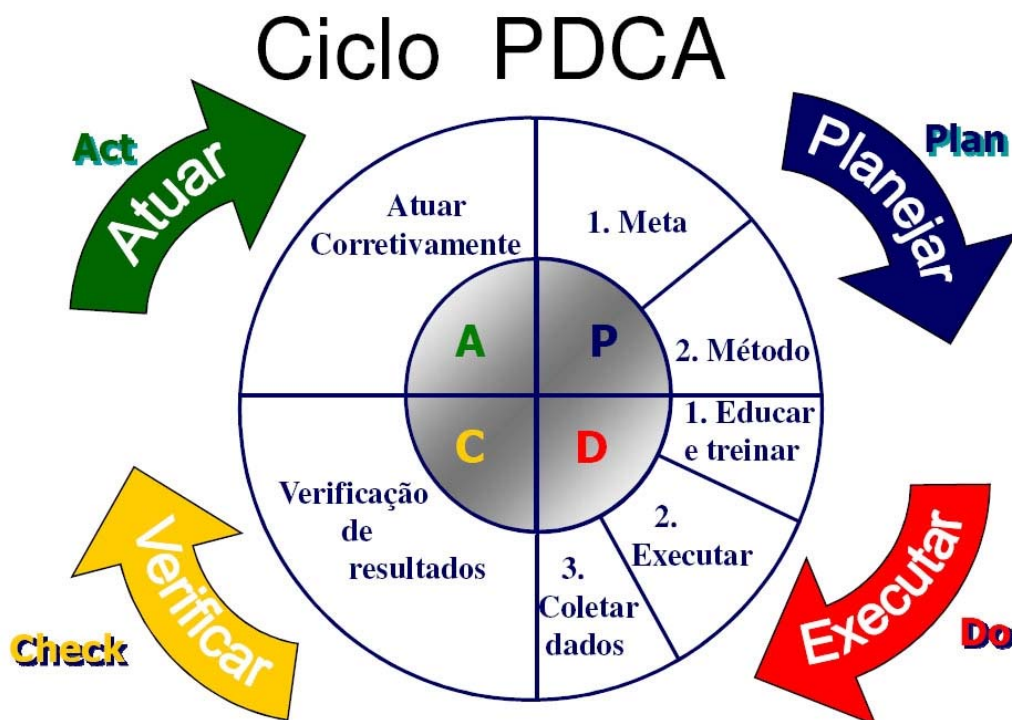 Ciclo PDCA
Act
Atuar
Plan
Planejar
Atuar
Corretivamente
1. Meta
2. Método
A
P
C
D
1. Educar
e treinar
2.
Executar
3.
Coletar
dados
Verificação
de
resultados
Check
Verificar
Do
Executar